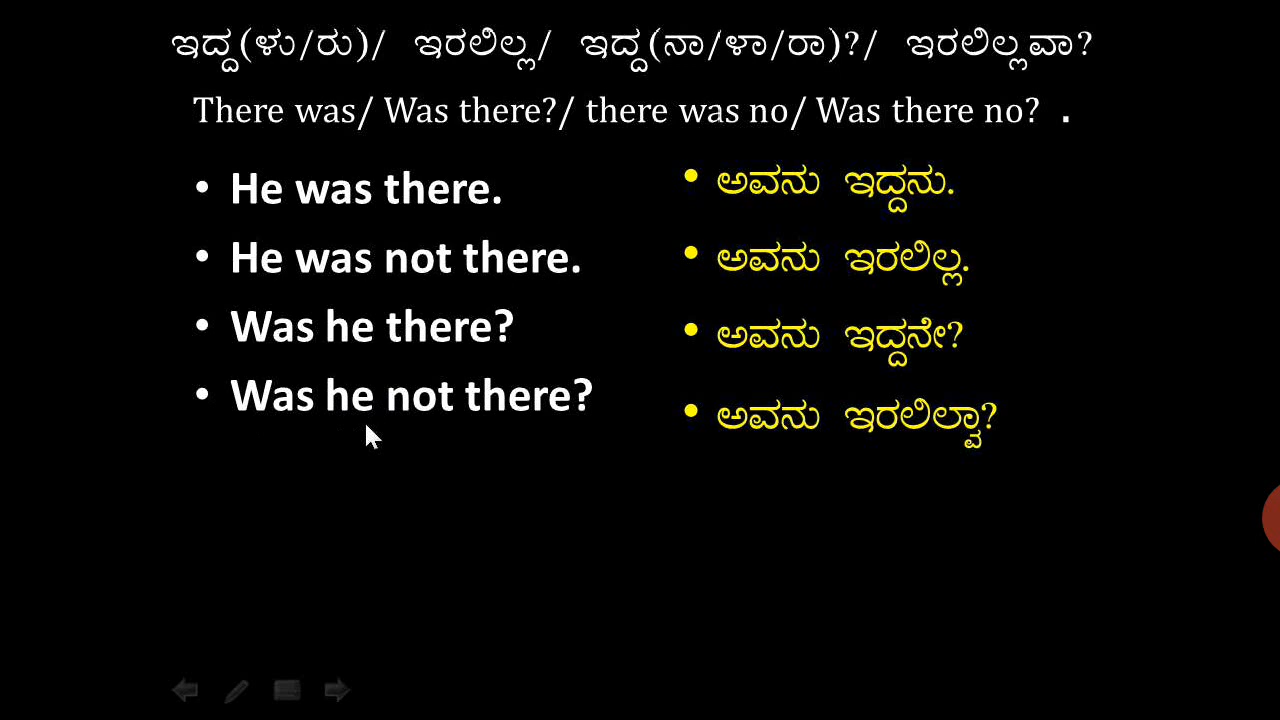 ಇದ್ದ(ಳು/ರು)/ ಇರಲಿಲ್ಲ/ ಇದ್ದ(ನಾ/ಳಾ/ರಾ)?/ ಇರಲಿಲ್ಲವಾ?
There was/ Was there?/ there was no/ Was there no? .
• He was there.
• He was not there.
• Was he there?
• Was he not there?
• ಅವನು ಇದ್ದನು.
• ಅವನು ಇರಲಿಲ್ಲ.
• ಅವನು ಇದ್ದನೇ?
• ಅವನು ಇರಲಿಲ್ವಾ?